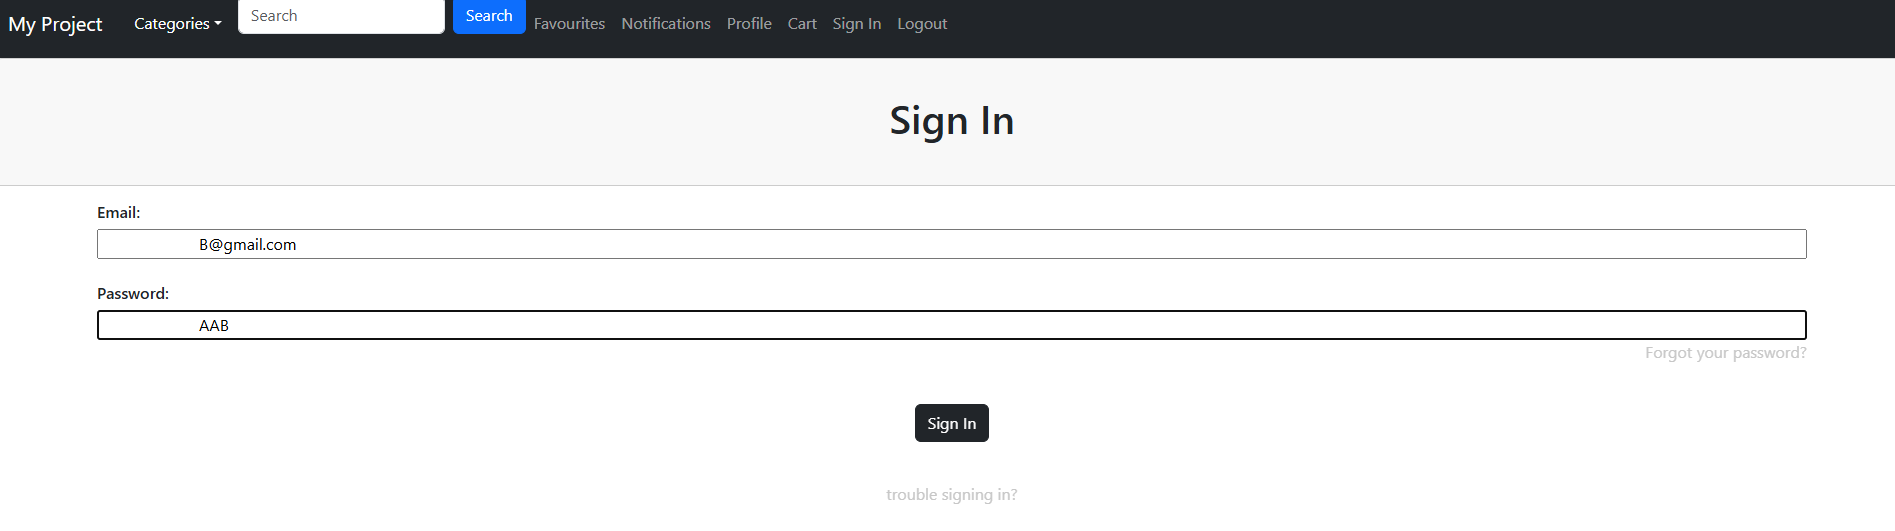 My Project Categories Search Search Favourites Notifications Profile Cart Sign In Logout
Sign In
Email:
B@gmail.com
Password:
AAB
Forgot your password?
Sign In
trouble signing in?